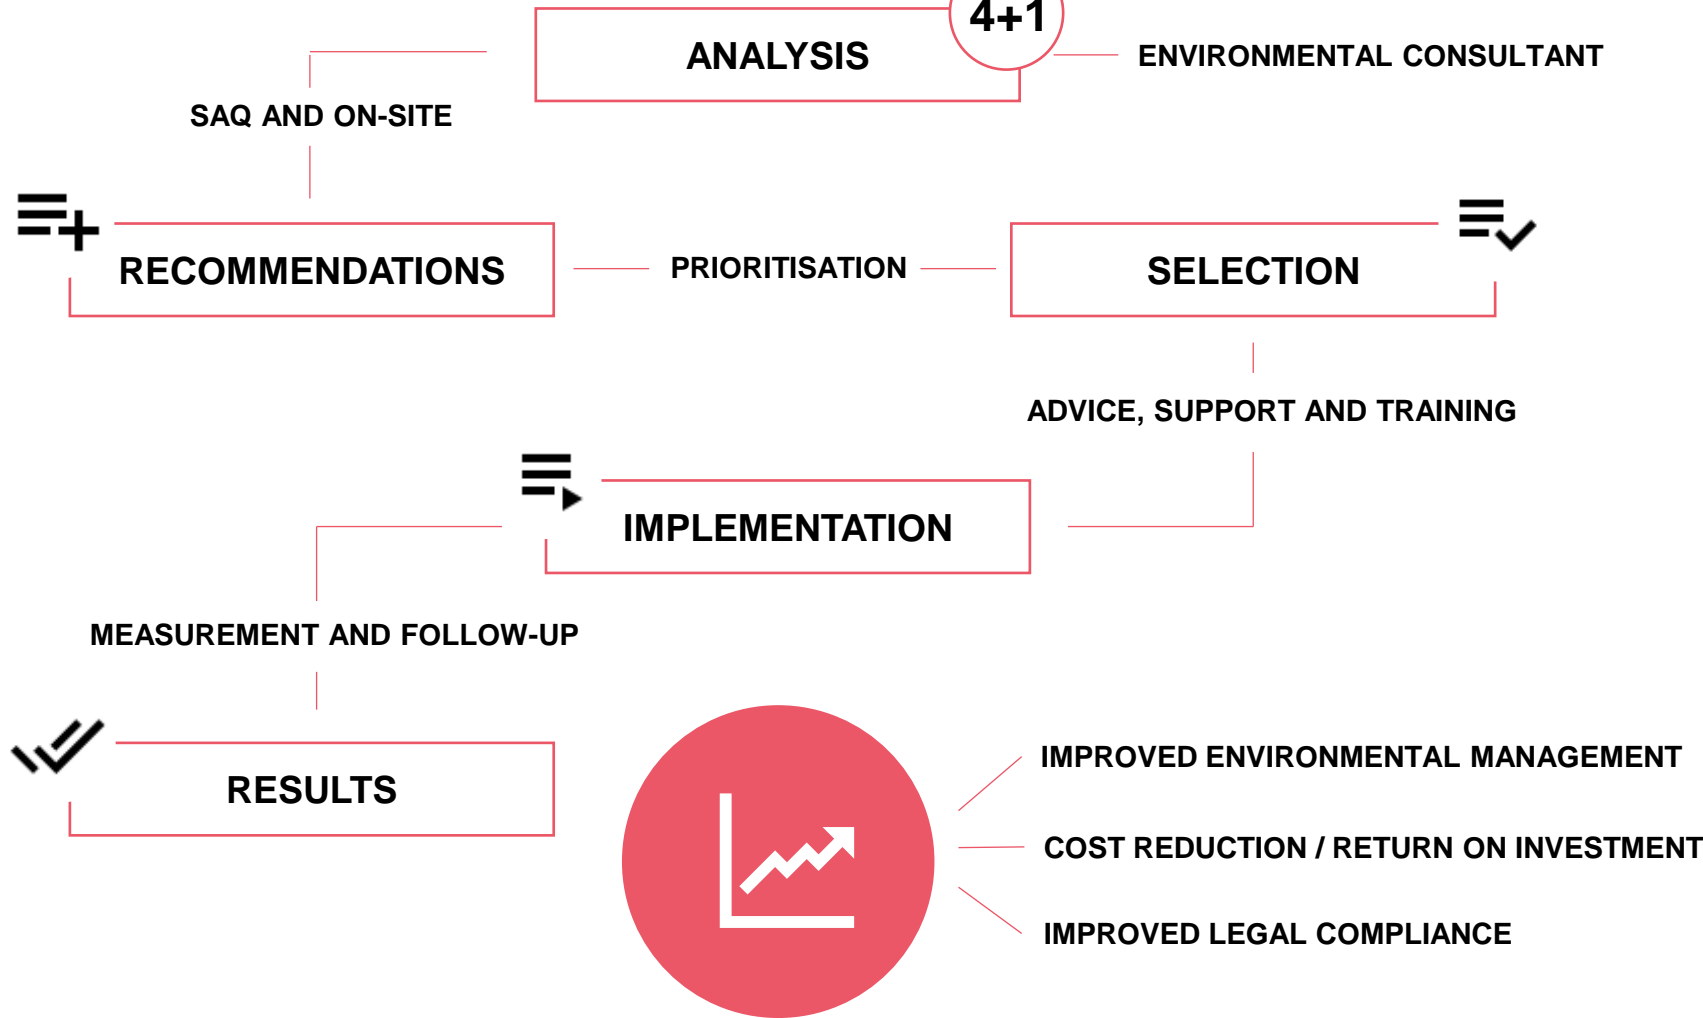 4+1
ANALYSIS
ENVIRONMENTAL CONSULTANT
SAQ AND ON-SITE
RECOMMENDATIONS
PRIORITISATION
SELECTION
ADVICE, SUPPORT AND TRAINING
IMPLEMENTATION
MEASUREMENT AND FOLLOW-UP
RESULTS
IMPROVED ENVIRONMENTAL MANAGEMENT
COST REDUCTION / RETURN ON INVESTMENT
IMPROVED LEGAL COMPLIANCE